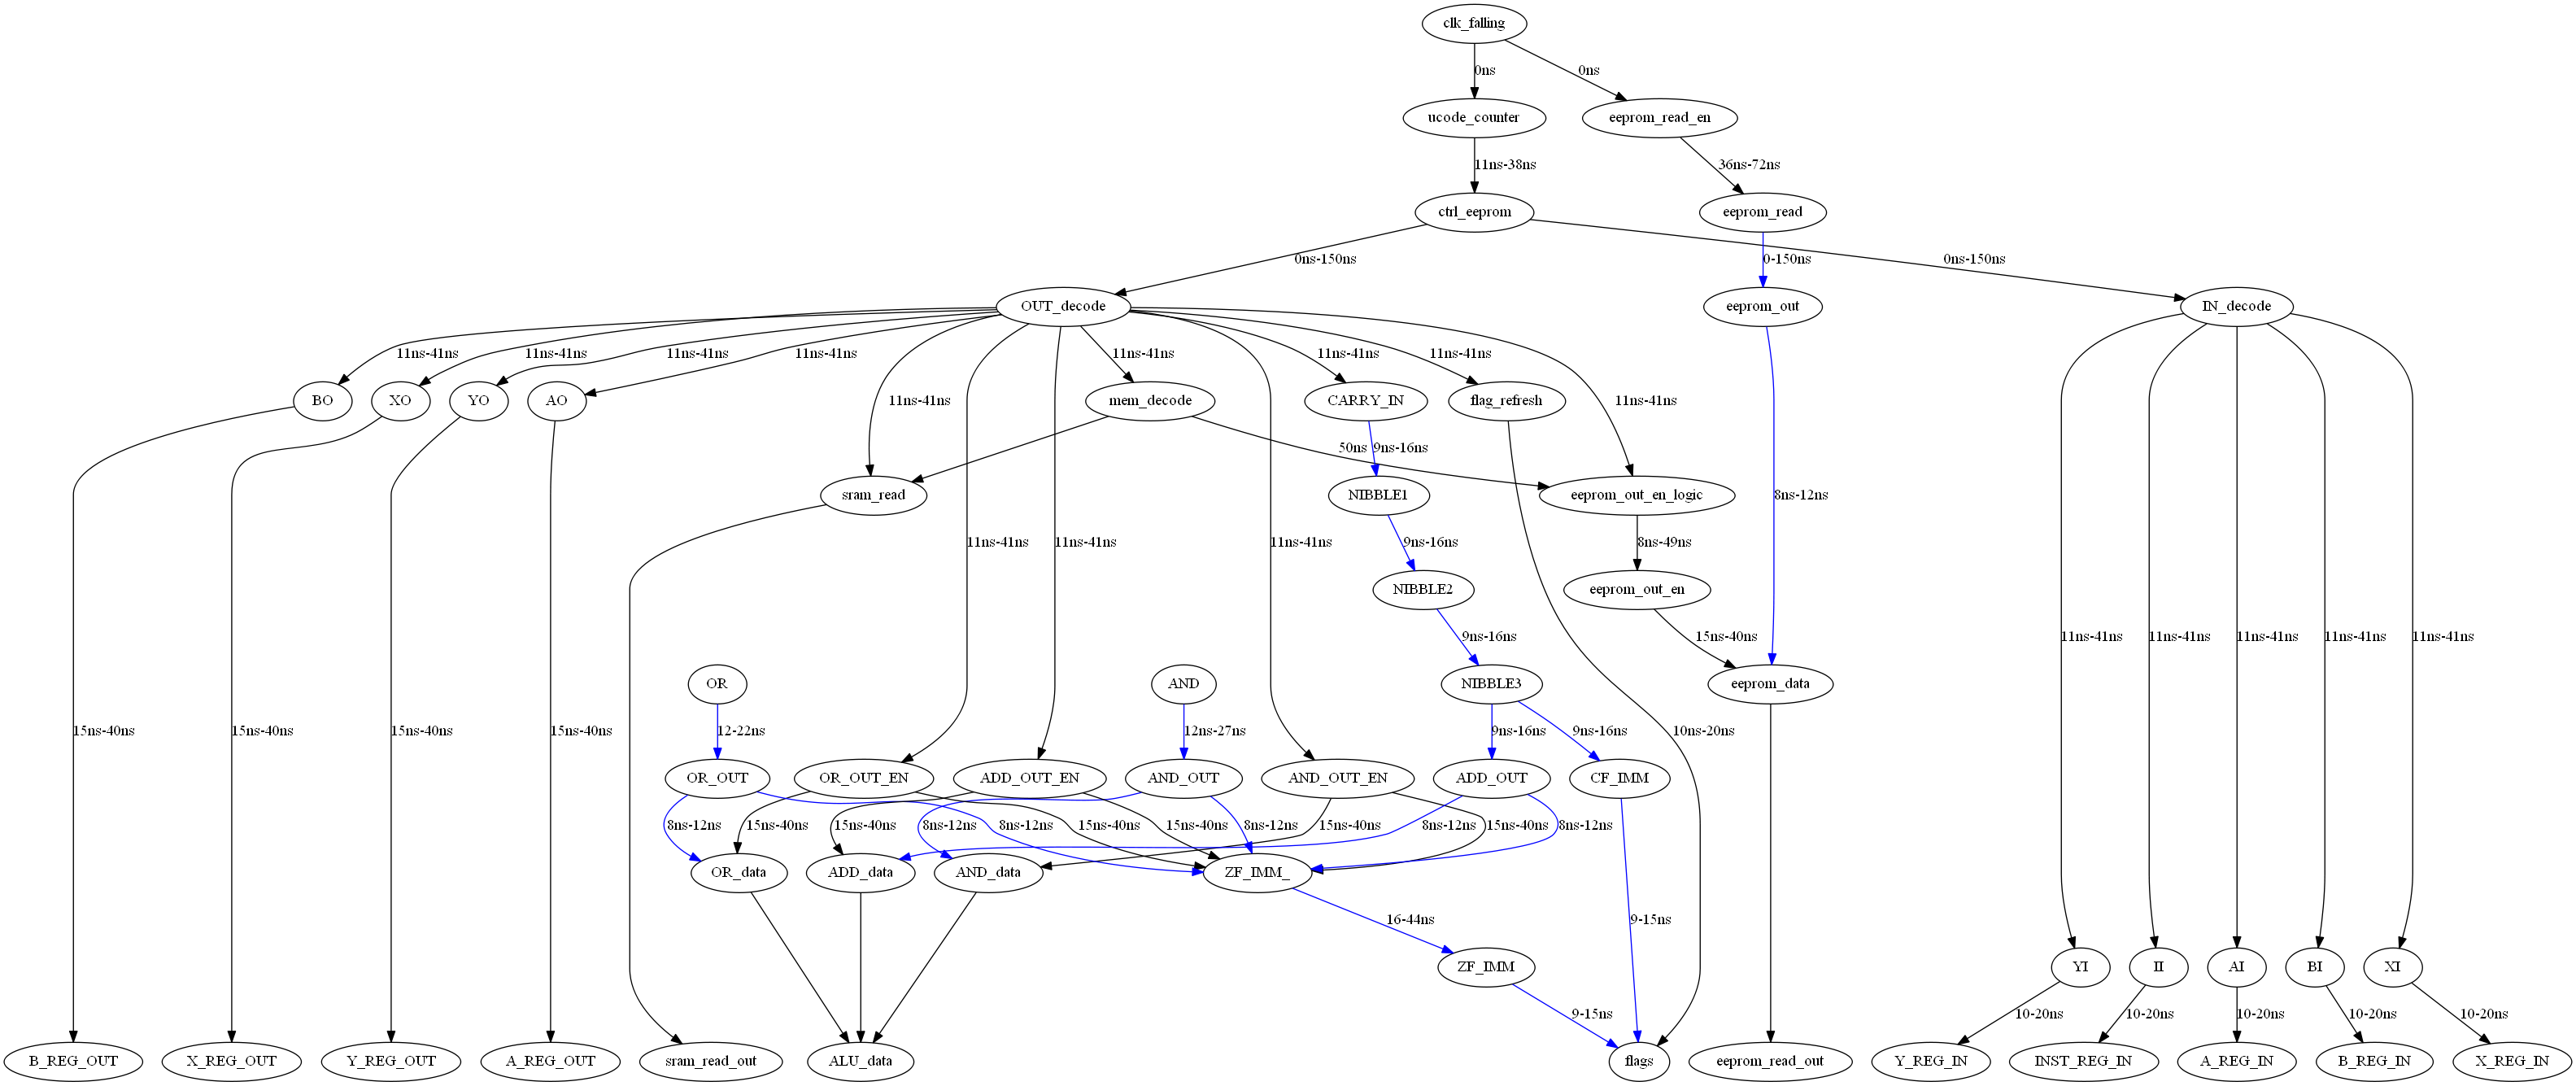 clk_falling
0ns
0ns
ucode_counter
eeprom_read_en
11ns-38ns
36ns-72ns
ctrl_eeprom
eeprom_read
0ns-150ns
0-150ns
0ns-150ns
OUT_decode
eeprom_out
IN_decode
11ns-41ns
11ns-41ns
11ns-41ns
11ns-41ns
11ns-41ns
11ns-41ns
11ns-41ns
BO
XO
YO
AO
11ns-41ns
mem_decode
CARRY_IN
flag_refresh
11ns-41ns
50ns
9ns-16ns
sram_read
NIBBLE1
eeprom_out_en_logic
8ns-12ns
11ns-41ns
11ns-41ns
11ns-41ns
9ns-16ns
8ns-49ns
NIBBLE2
eeprom_out_en
9ns-16ns
15ns-40ns
11ns-41ns
11ns-41ns
11ns-41ns
11ns-41ns
11ns-41ns
OR
AND
NIBBLE3
eeprom_data
15ns-40ns
15ns-40ns
15ns-40ns
15ns-40ns
12-22ns
12ns-27ns
9ns-16ns
9ns-16ns
10ns-20ns
OR_OUT
OR_OUT_EN
ADD_OUT_EN
AND_OUT
AND_OUT_EN
ADD_OUT
CF_IMM
8ns-12ns
15ns-40ns
15ns-40ns
8ns-12ns
8ns-12ns
15ns-40ns
15ns-40ns
8ns-12ns
15ns-40ns
8ns-12ns
15ns-40ns
8ns-12ns
OR_data
ADD_data
AND_data
ZF_IMM_
16-44ns
9-15ns
ZF_IMM
YI
II
AI
BI
XI
9-15ns
10-20ns
10-20ns
10-20ns
10-20ns
10-20ns
B_REG_OUT
X_REG_OUT
Y_REG_OUT
A_REG_OUT
sram_read_out
ALU_data
flags
eeprom_read_out
Y_REG_IN
INST_REG_IN
A_REG_IN
B_REG_IN
X_REG_IN